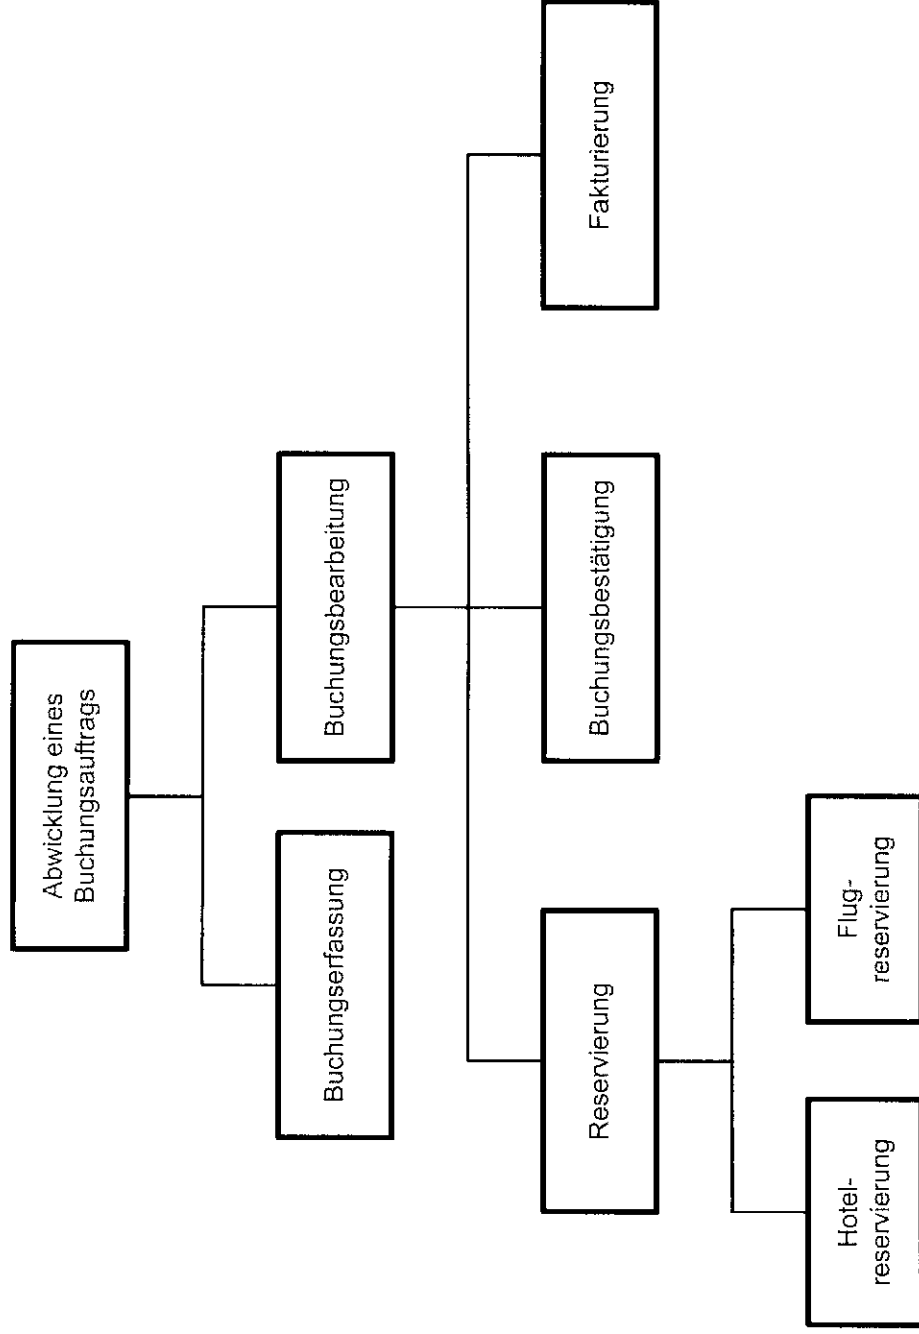 Abwicklung eines
Buchungsauftrags
Buchungserfassung
Buchungsbearbeitung
Reservierung
Buchungsbestätigung
Fakturierung
Hotel-
reservierung
Flug-
reservierung